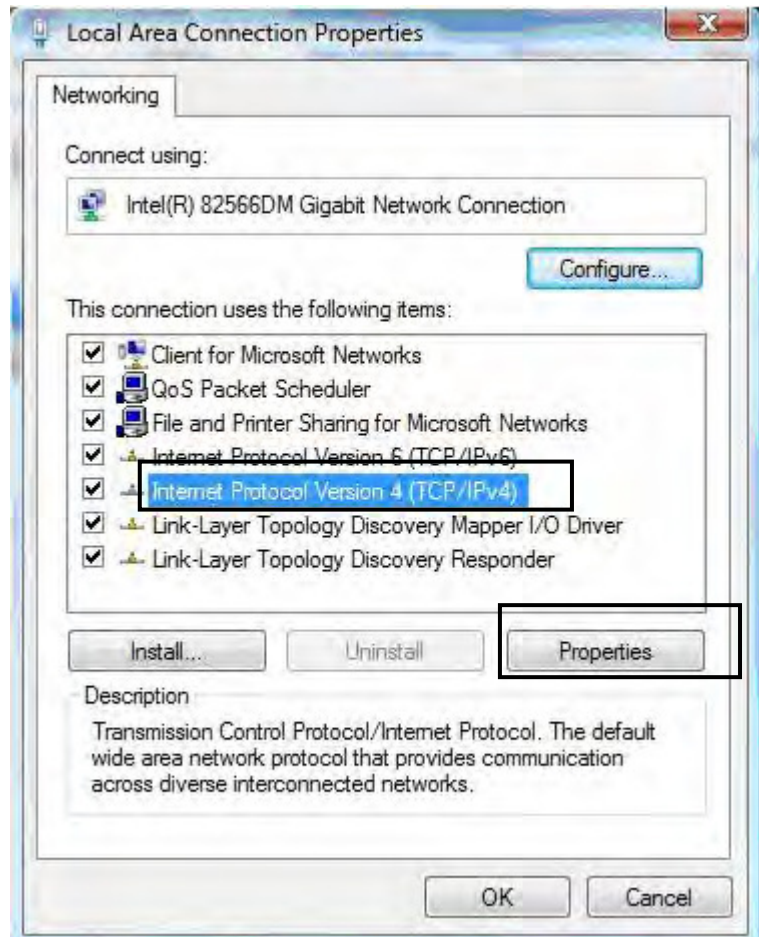 Local Area Connection Properties
Networking
Connect using:
Intel(R) 82566DM Gigabit Network Connection
Configure...
This connection uses the following items:
Client for Microsoft Networks
QoS Packet Scheduler
File and Printer Sharing for Microsoft Networks
Internet Protocol Version 6 (TCP/IPv6)
Internet Protocol Version 4 (TCP/IPv4)
Link-Layer Topology Discovery Mapper I/O Driver
Link-Layer Topology Discovery Responder
Install... Uninstall Properties
Description
Transmission Control Protocol/Internet Protocol. The default
wide area network protocol that provides communication
across diverse interconnected networks.
OK Cancel